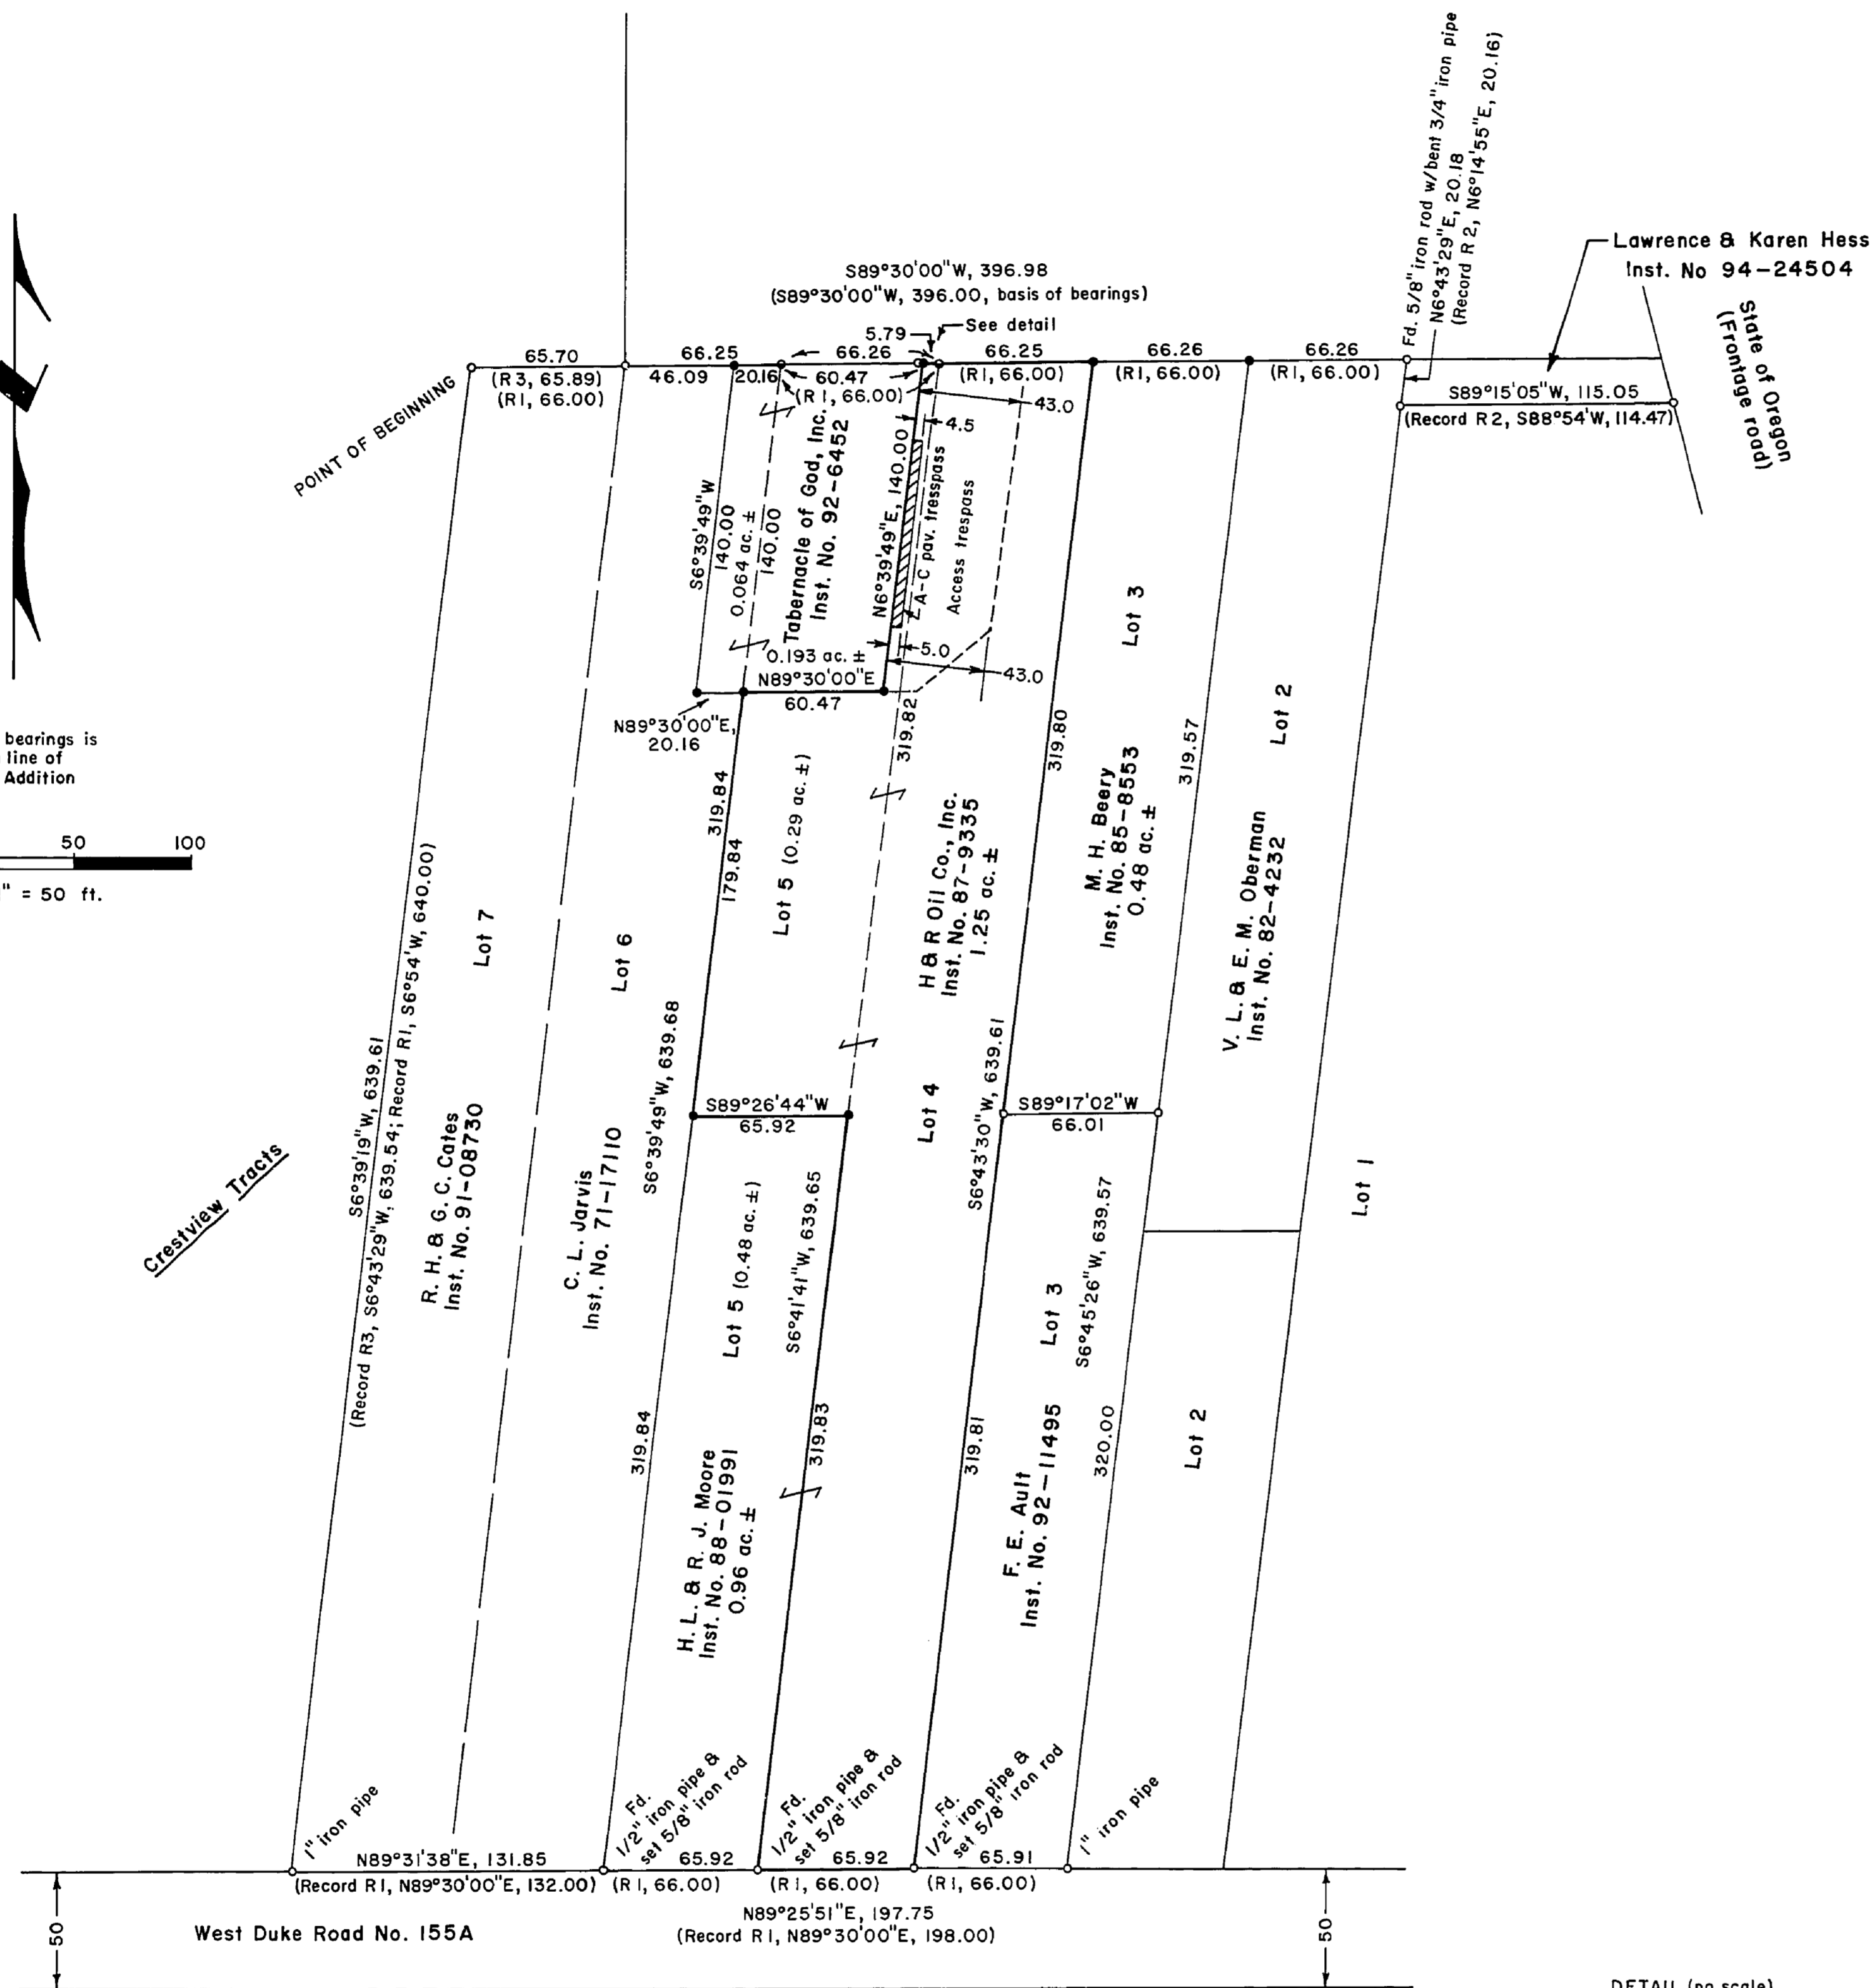 Fd. 5/8" iron rod w/bent 3/4" iron pipe
N6°43'29"E, 20.18
(Record R2, N6°14'55"E, 20.16)
Lawrence & Karen Hess
Inst. No 94-24504
State of Oregon
(Frontage road)
S89°30'00"W, 396.98
(S89°30'00"W, 396.00, basis of bearings)
See detail
5.79
65.70
66.25
66.26
66.25
66.26
66.26
(R3, 65.89)
(R1, 66.00)
46.09
20.16
60.47
(R1, 66.00)
(R1, 66.00)
(R1, 66.00)
(R1, 66.00)
S89°15'05"W, 115.05
(Record R2, S88°54'W, 114.47)
POINT OF BEGINNING
43.0
4.5
S6°39'49"W
140.00
0.064 ac. ±
140.00
Tabernacle of God, Inc.
Inst. No. 92-6452
N6°39'49"E, 140.00
A-C pav. tresspass
Access trespass
0.193 ac. ±
N89°30'00"E
60.47
5.0
43.0
N89°30'00"E,
20.16
Lot 3
Lot 2
bearings is
line of
Addition
50
100
" = 50 ft.
319.84
179.84
Lot 5 (0.29 ac. ±)
319.82
319.80
319.57
H & R Oil Co., Inc.
Inst. No. 87-9335
1.25 ac. ±
M. H. Beery
Inst. No. 85-8553
0.48 ac. ±
V. L. & E. M. Oberman
Inst. No. 82-4232
Lot 7
Lot 6
S6°39'19"W, 639.61
(Record R3, S6°43'29"W, 639.54; Record R1, S6°54'W, 640.00)
R. H. & G. C. Cates
Inst. No. 91-08730
C. L. Jarvis
Inst. No. 71-17110
S6°39'49"W, 639.68
S89°26'44"W
65.92
Lot 4
S6°43'30"W, 639.61
S89°17'02"W
66.01
Lot 1
Crestview Tracts
Lot 5 (0.48 ac. ±)
S6°41'41"W, 639.65
Lot 3
S6°45'26"W, 639.57
319.84
319.83
319.81
320.00
Lot 2
H. L. & R. J. Moore
Inst. No. 88-01991
0.96 ac. ±
F. E. Ault
Inst. No. 92-11495
1" iron pipe
Fd.
1/2" iron pipe &
set 5/8" iron rod
Fd.
1/2" iron pipe &
set 5/8" iron rod
Fd.
1/2" iron pipe &
set 5/8" iron rod
1" iron pipe
N89°31'38"E, 131.85
65.92
65.92
65.91
(Record R1, N89°30'00"E, 132.00)
(R1, 66.00)
(R1, 66.00)
(R1, 66.00)
N89°25'51"E, 197.75
(Record R1, N89°30'00"E, 198.00)
50
West Duke Road No. 155A
50
DETAIL (no scale)